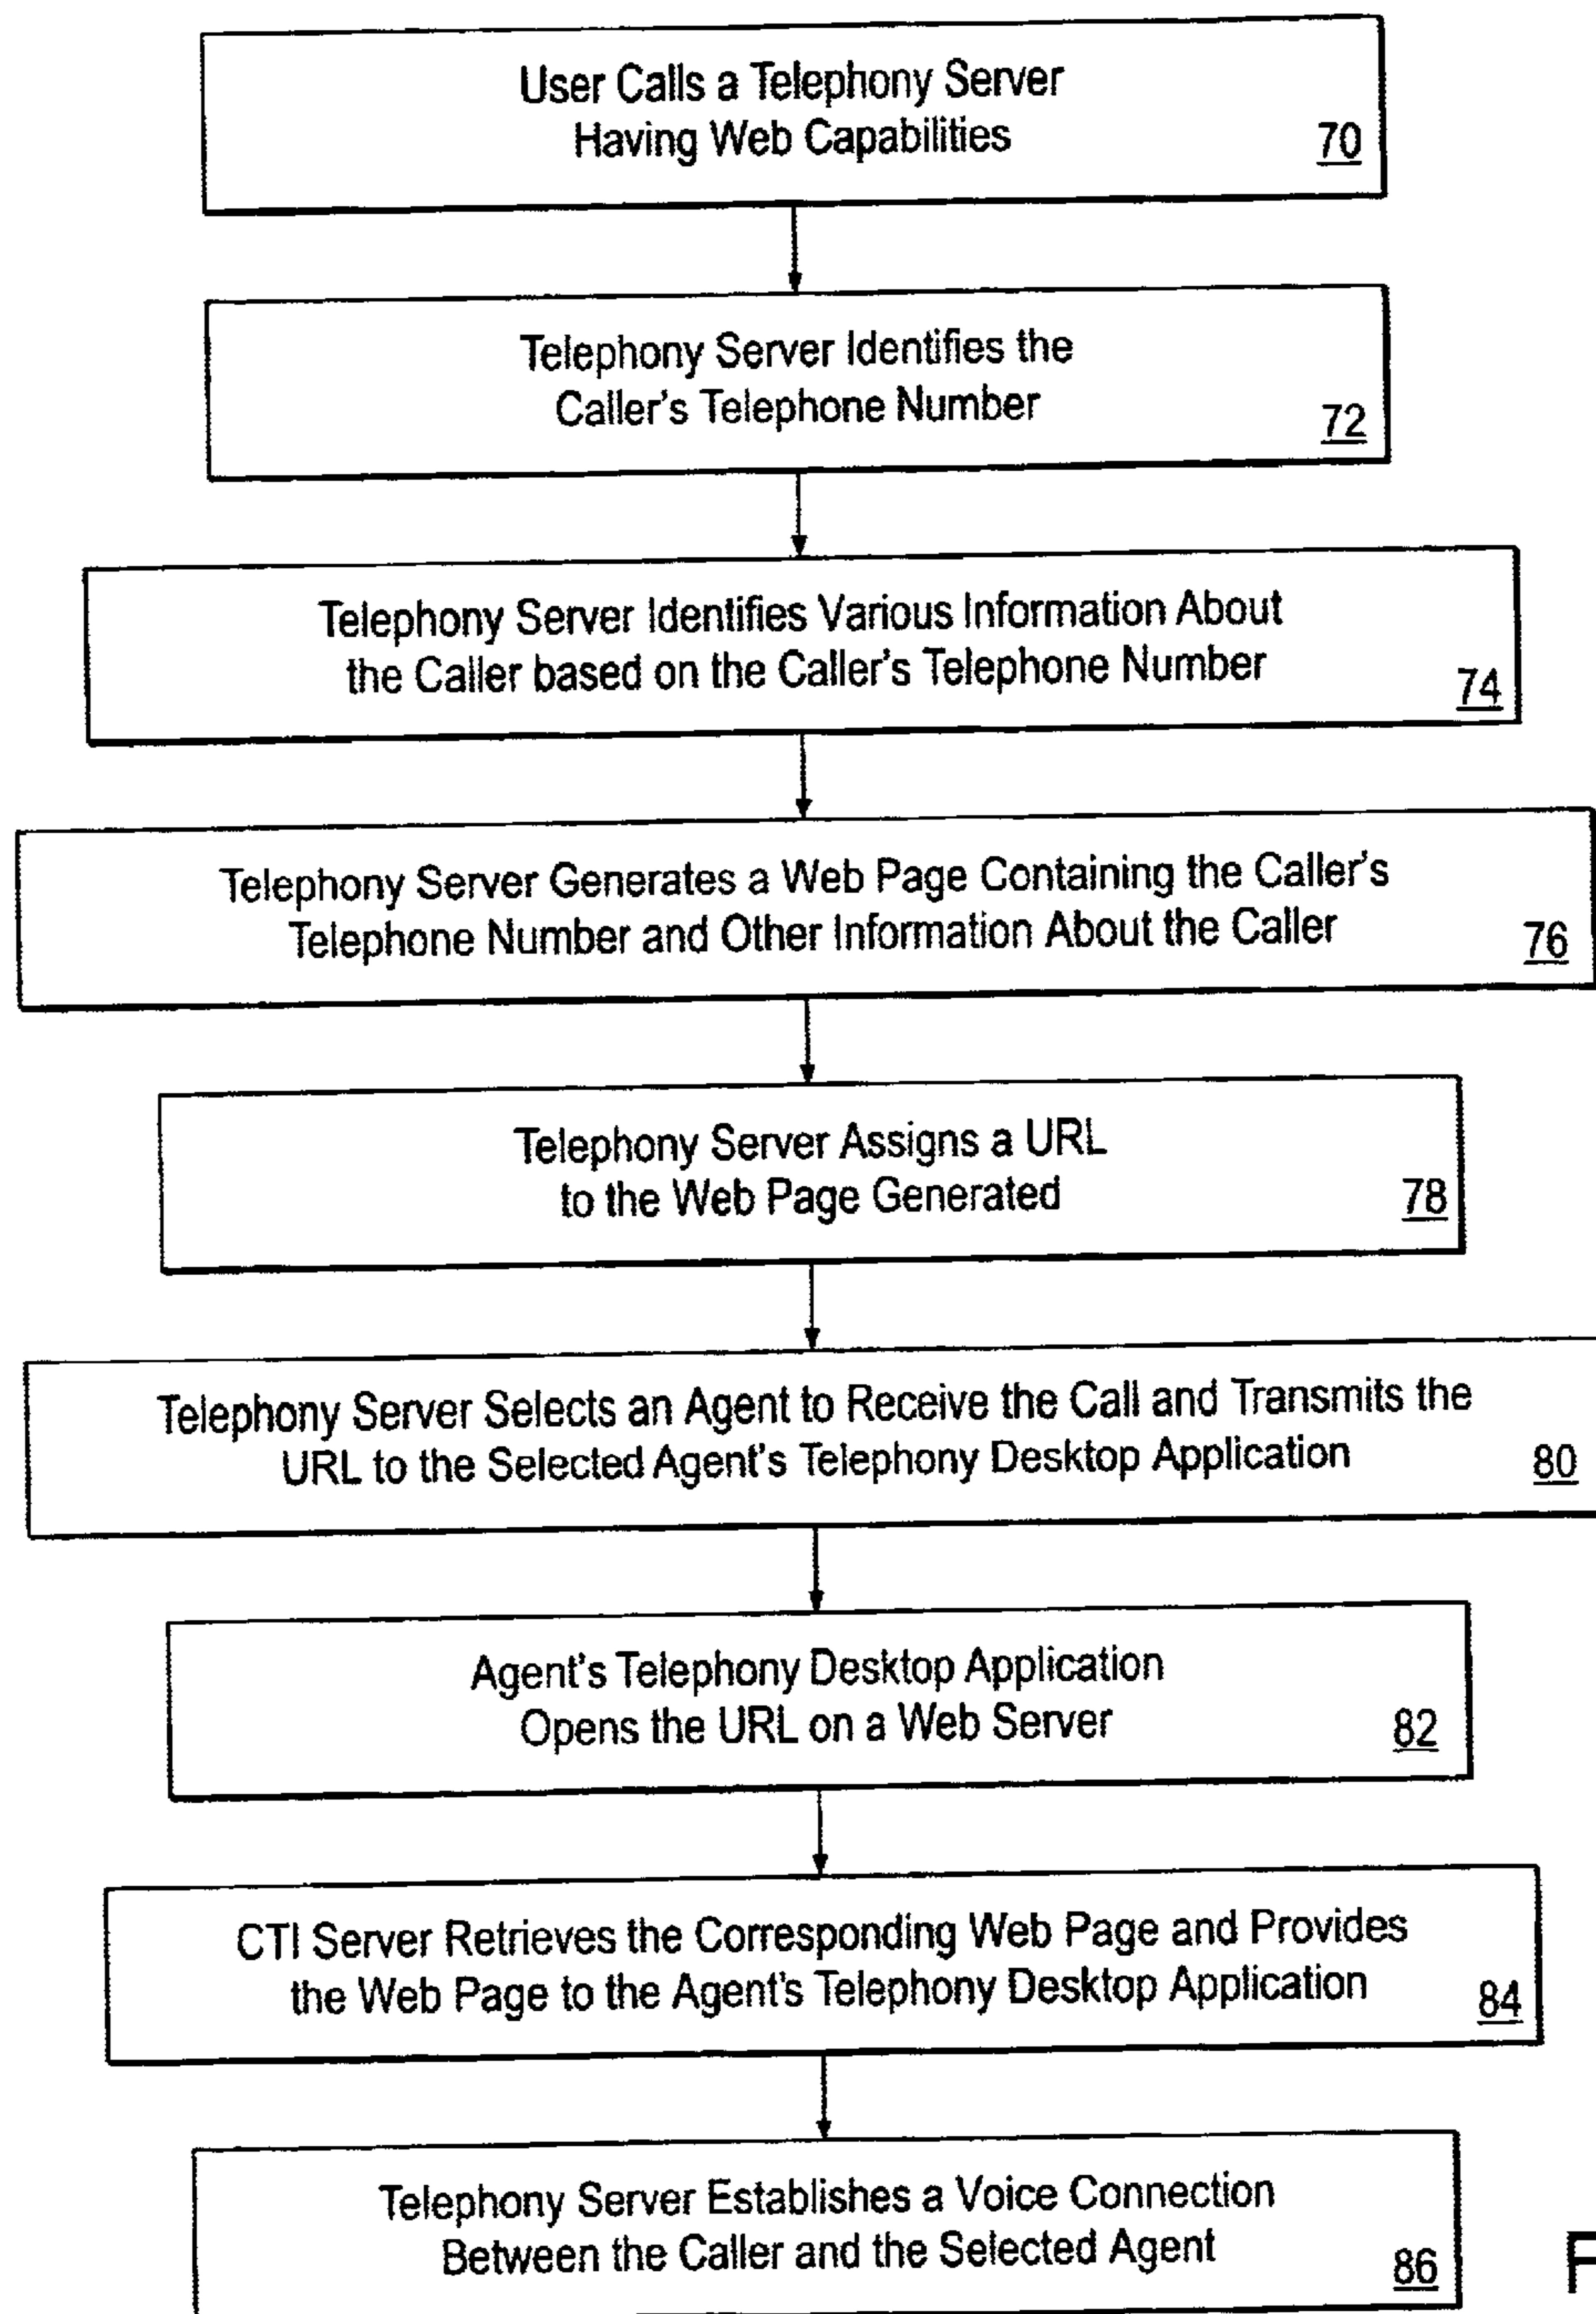 User Calls a Telephony Server
Having Web Capabilities
70
Telephony Server Identifies the
Caller's Telephone Number
72
Telephony Server Identifies Various Information About
the Caller based on the Caller's Telephone Number
74
Telephony Server Generates a Web Page Containing the Caller's
Telephone Number and Other Information About the Caller
76
Telephony Server Assigns a URL
to the Web Page Generated
78
Telephony Server Selects an Agent to Receive the Call and Transmits the
URL to the Selected Agent's Telephony Desktop Application
80
Agent's Telephony Desktop Application
Opens the URL on a Web Server
82
CTI Server Retrieves the Corresponding Web Page and Provides
the Web Page to the Agent's Telephony Desktop Application
84
Telephony Server Establishes a Voice Connection
Between the Caller and the Selected Agent
86